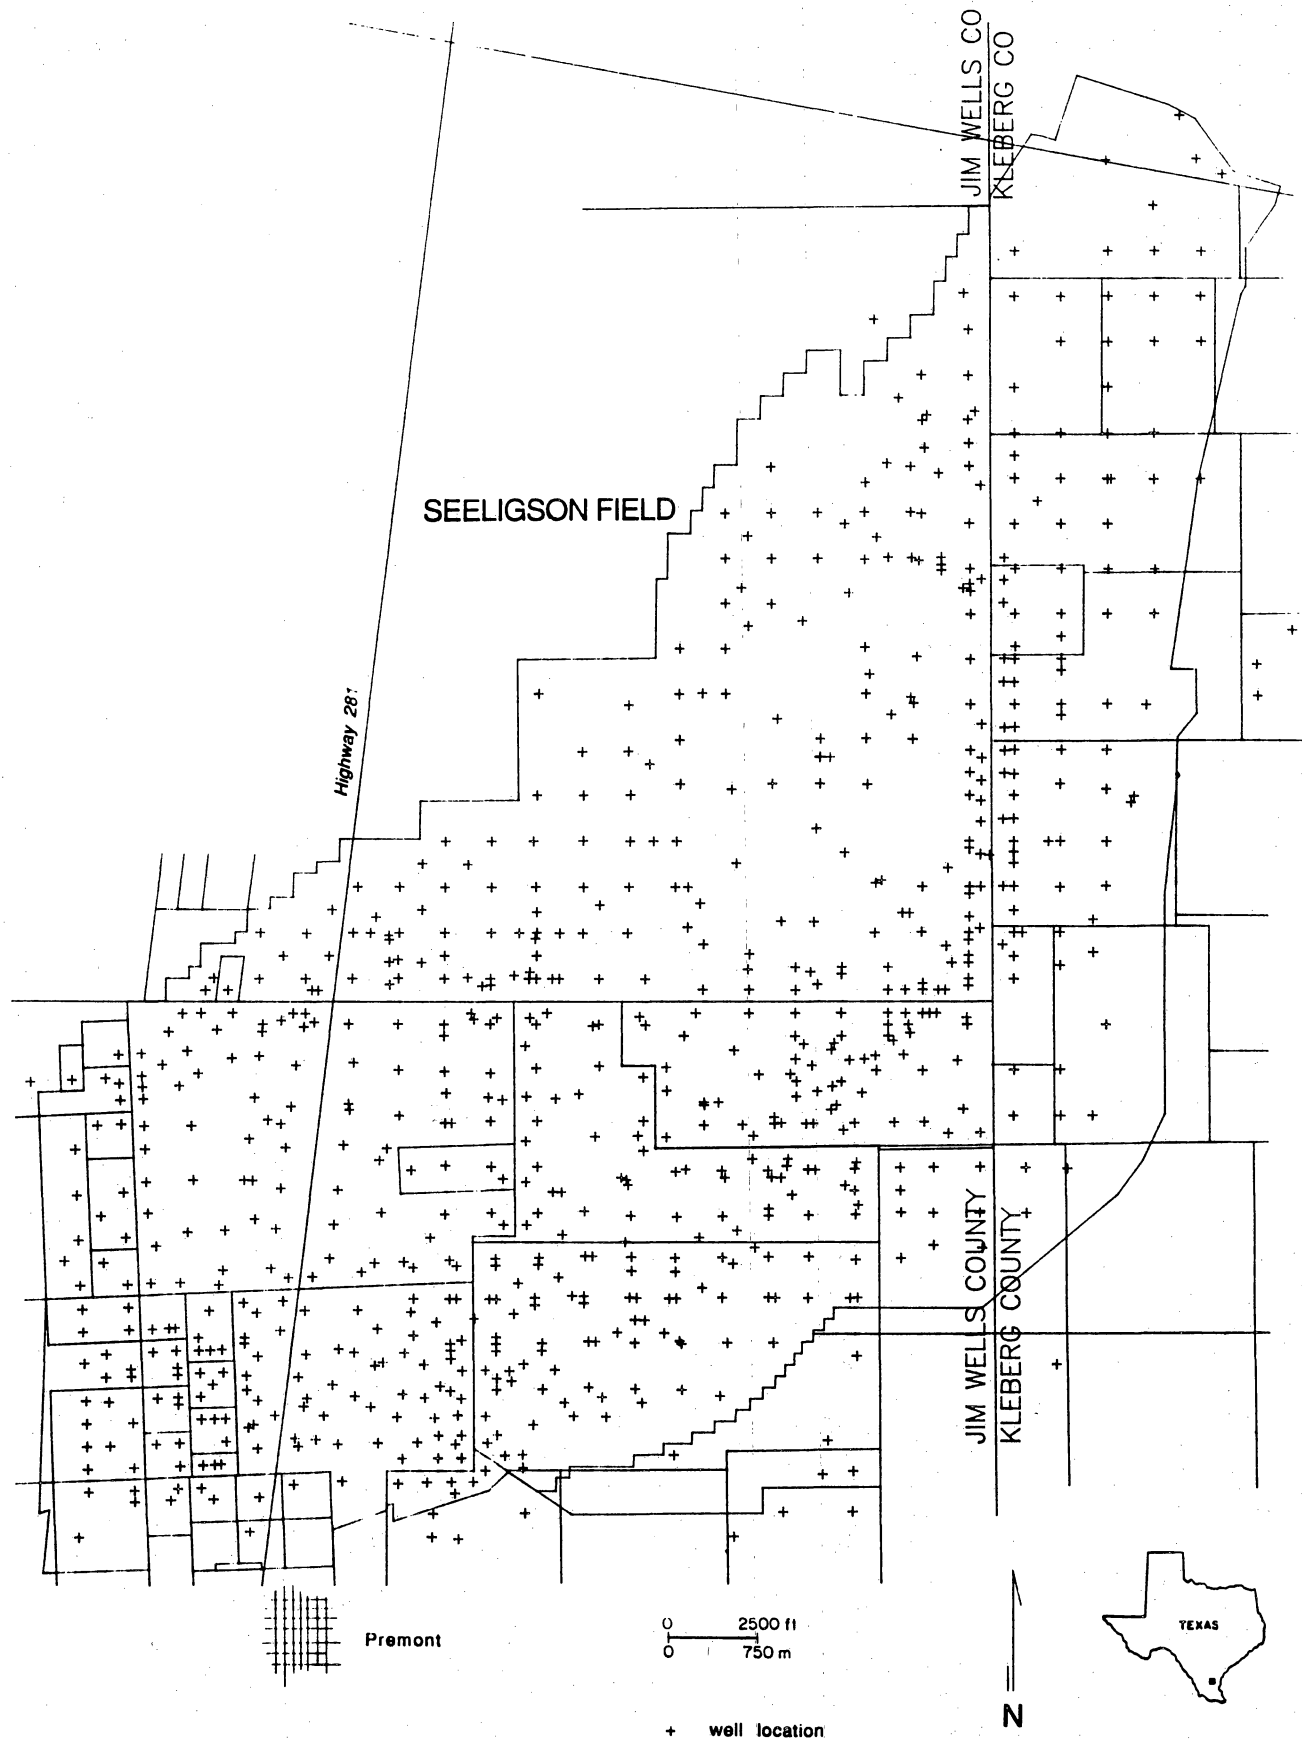 JIM WELLS CO
KLEBERG CO
SEELIGSON FIELD
Highway 281
JIM WELLS COUNTY
KLEBERG COUNTY
Premont
0 2500 ft
0 750 m
N
TEXAS
+ well location